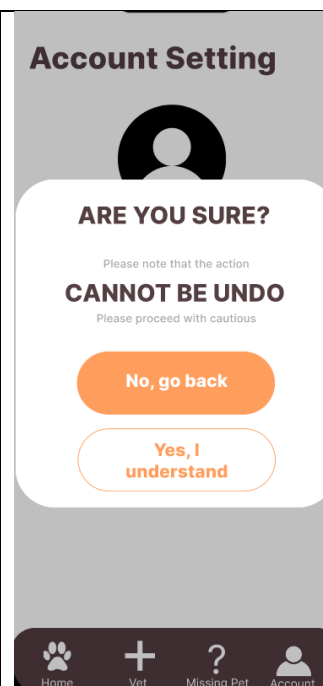 Account Setting
ARE YOU SURE?
Please note that the action
CANNOT BE UNDO
Please proceed with cautious
No, go back
Yes, I
understand
Home Vet Missing Pet Account